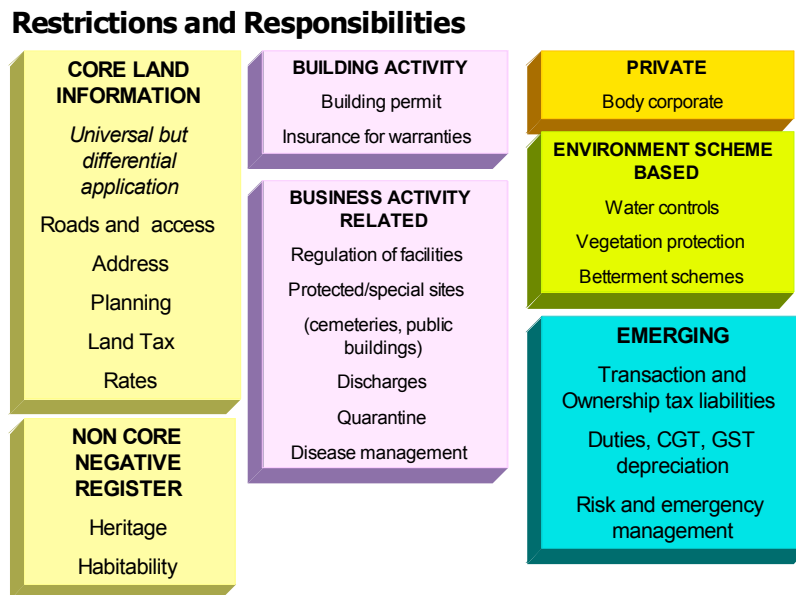 Restrictions and Responsibilities
CORE LAND
INFORMATION
Universal but
differential
application
Roads and access
Address
Planning
Land Tax
Rates
NON CORE
NEGATIVE
REGISTER
Heritage
Habitability
BUILDING ACTIVITY
Building permit
Insurance for warranties
BUSINESS ACTIVITY
RELATED
Regulation of facilities
Protected/special sites
(cemeteries, public
buildings)
Discharges
Quarantine
Disease management
PRIVATE
Body corporate
ENVIRONMENT SCHEME
BASED
Water controls
Vegetation protection
Betterment schemes
EMERGING
Transaction and
Ownership tax liabilities
Duties, CGT, GST
depreciation
Risk and emergency
management